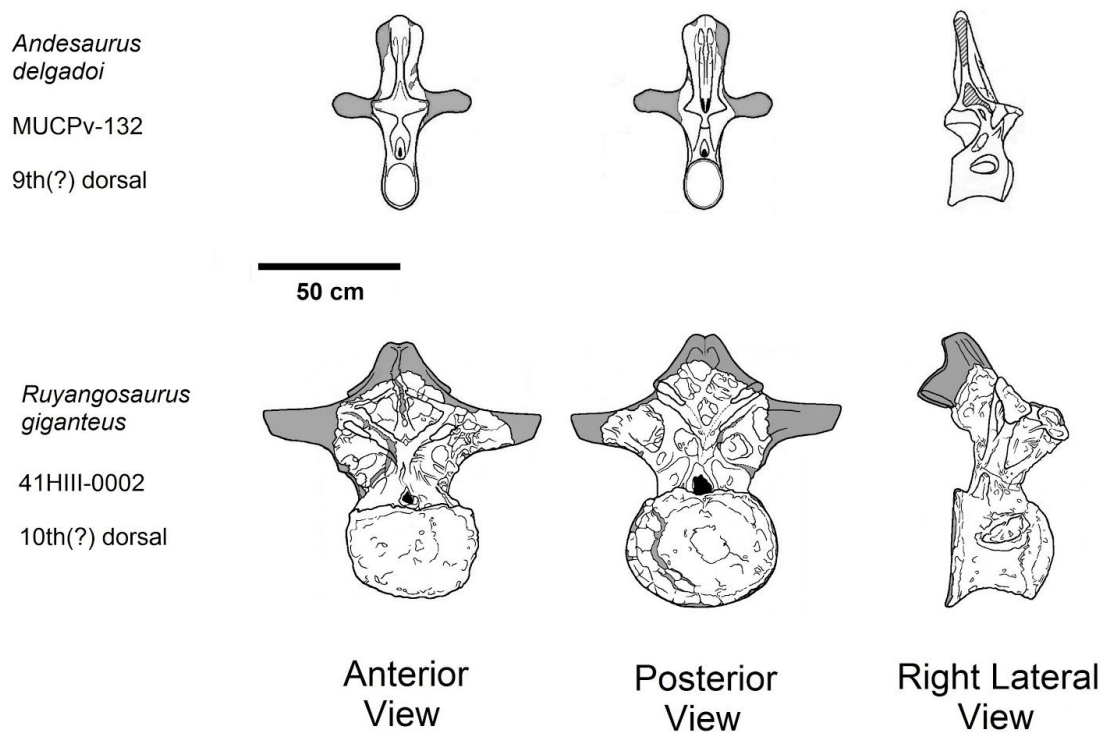 Andesaurus
delgadoi
MUCPv-132
9th(?) dorsal
50 cm
Ruyangosaurus
giganteus
41HIII-0002
10th(?) dorsal
Anterior
View
Posterior
View
Right Lateral
View